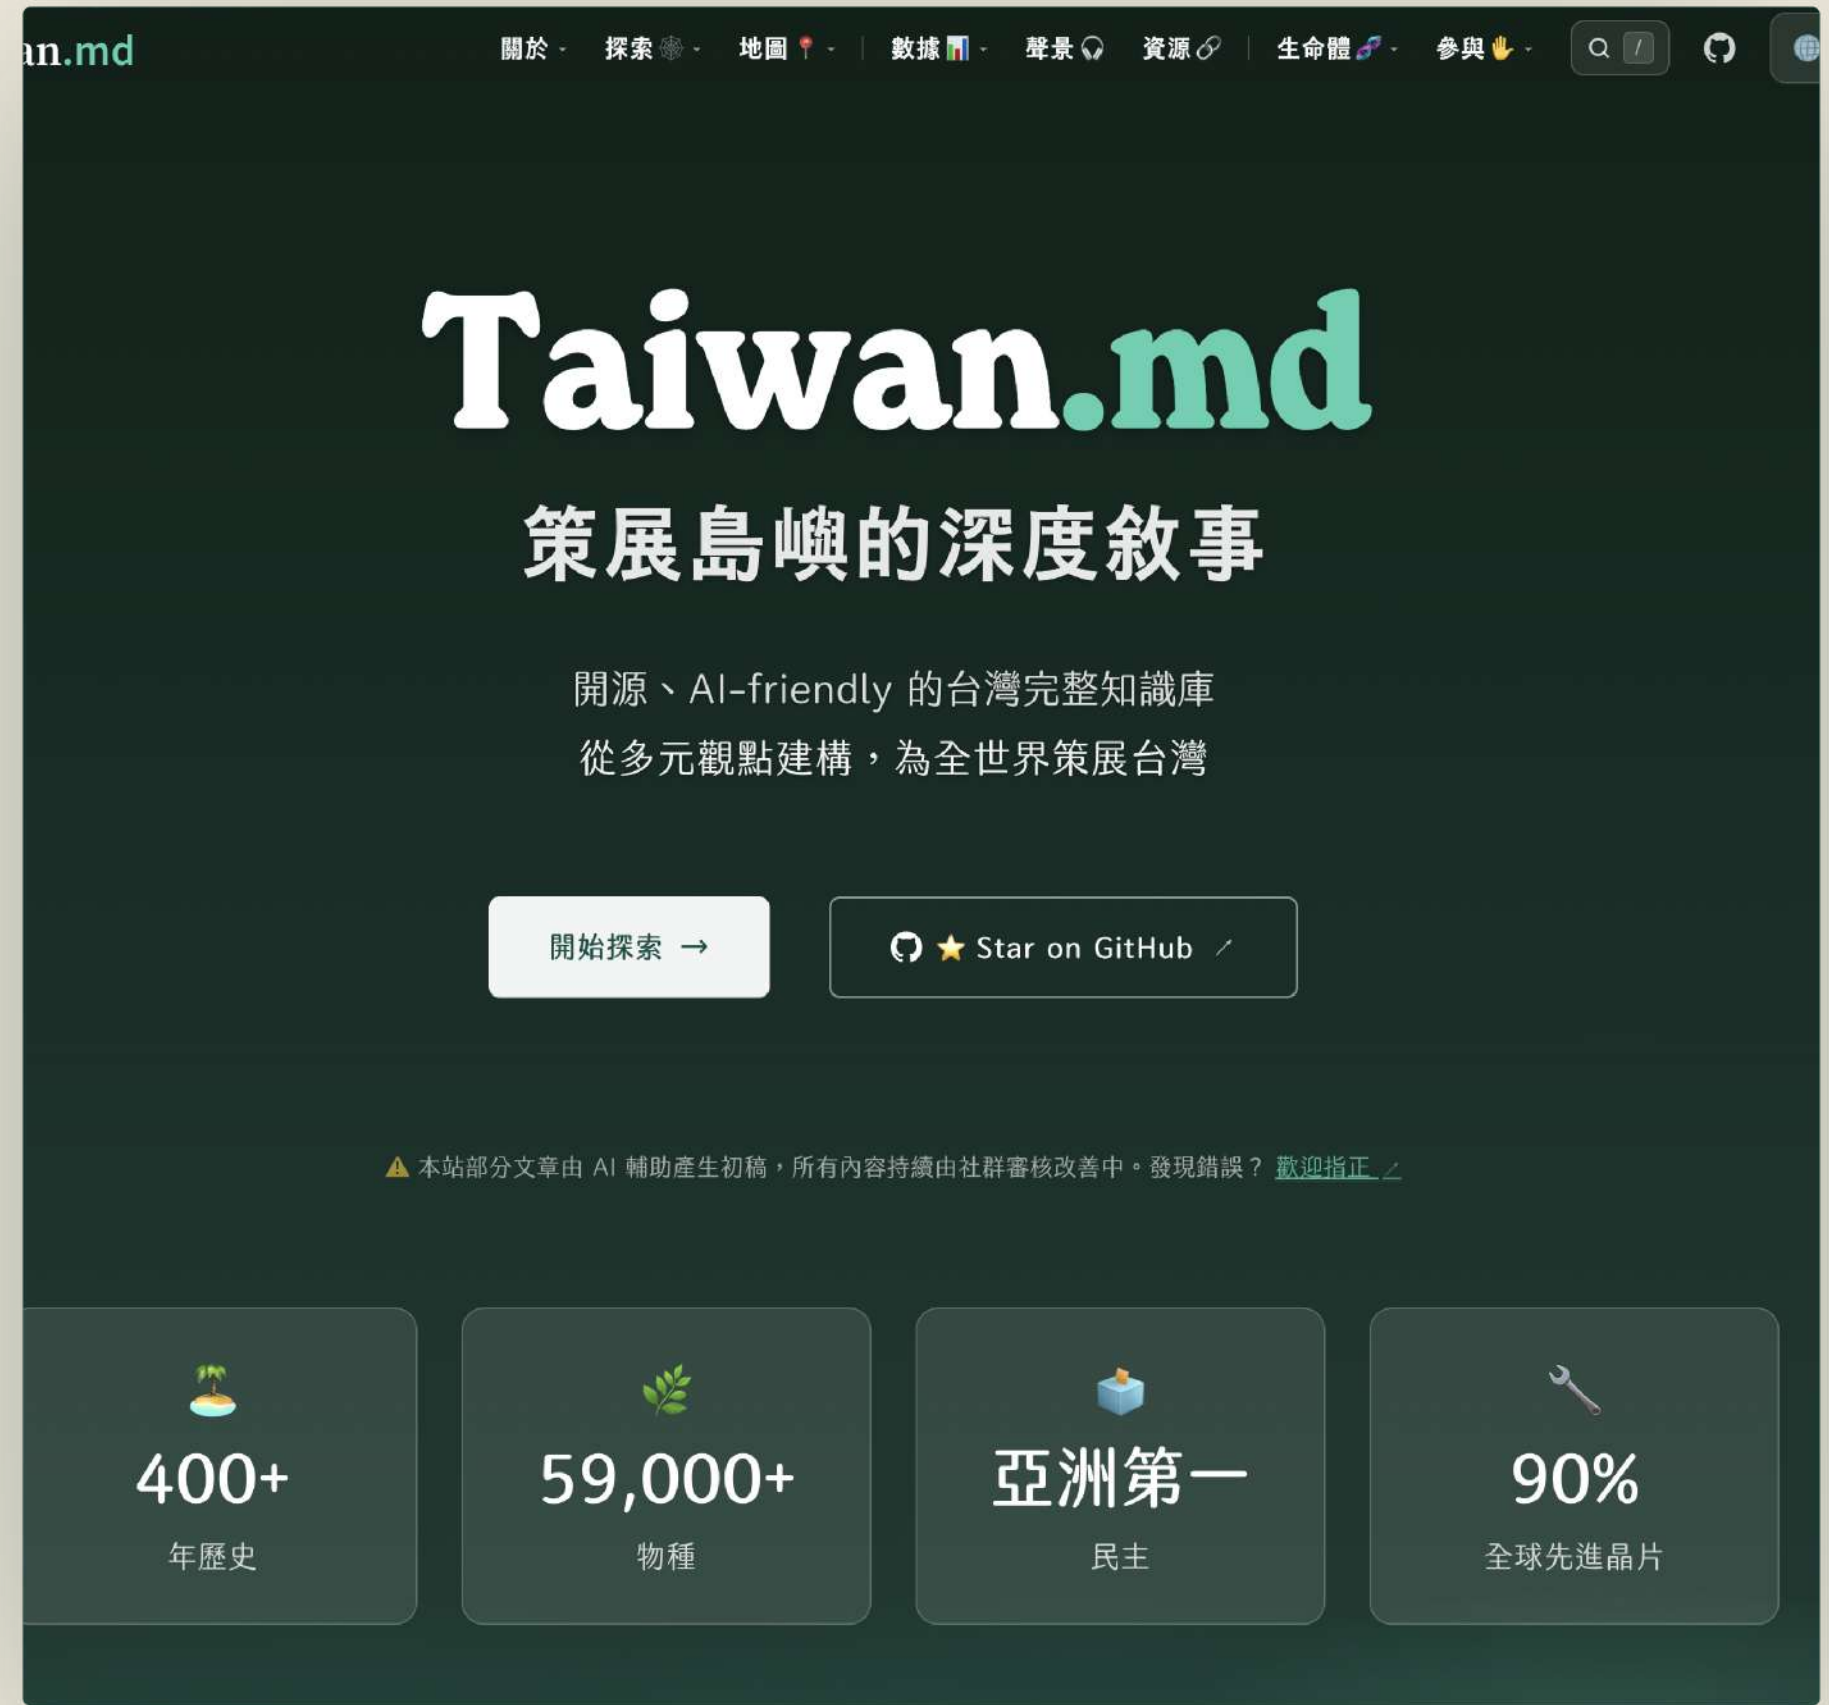 an.md
關於 探索 地圖 數據 聲景 資源 生命體 參與 /
Taiwan.md
策展島嶼的深度敘事
開源、AI-friendly 的台灣完整知識庫
從多元觀點建構，為全世界策展台灣
開始探索 →
⭐ Star on GitHub ↗
⚠ 本站部分文章由 AI 輔助產生初稿，所有內容持續由社群審核改善中。發現錯誤？ 歡迎指正 ↗
400+
年歷史
59,000+
物種
亞洲第一
民主
90%
全球先進晶片